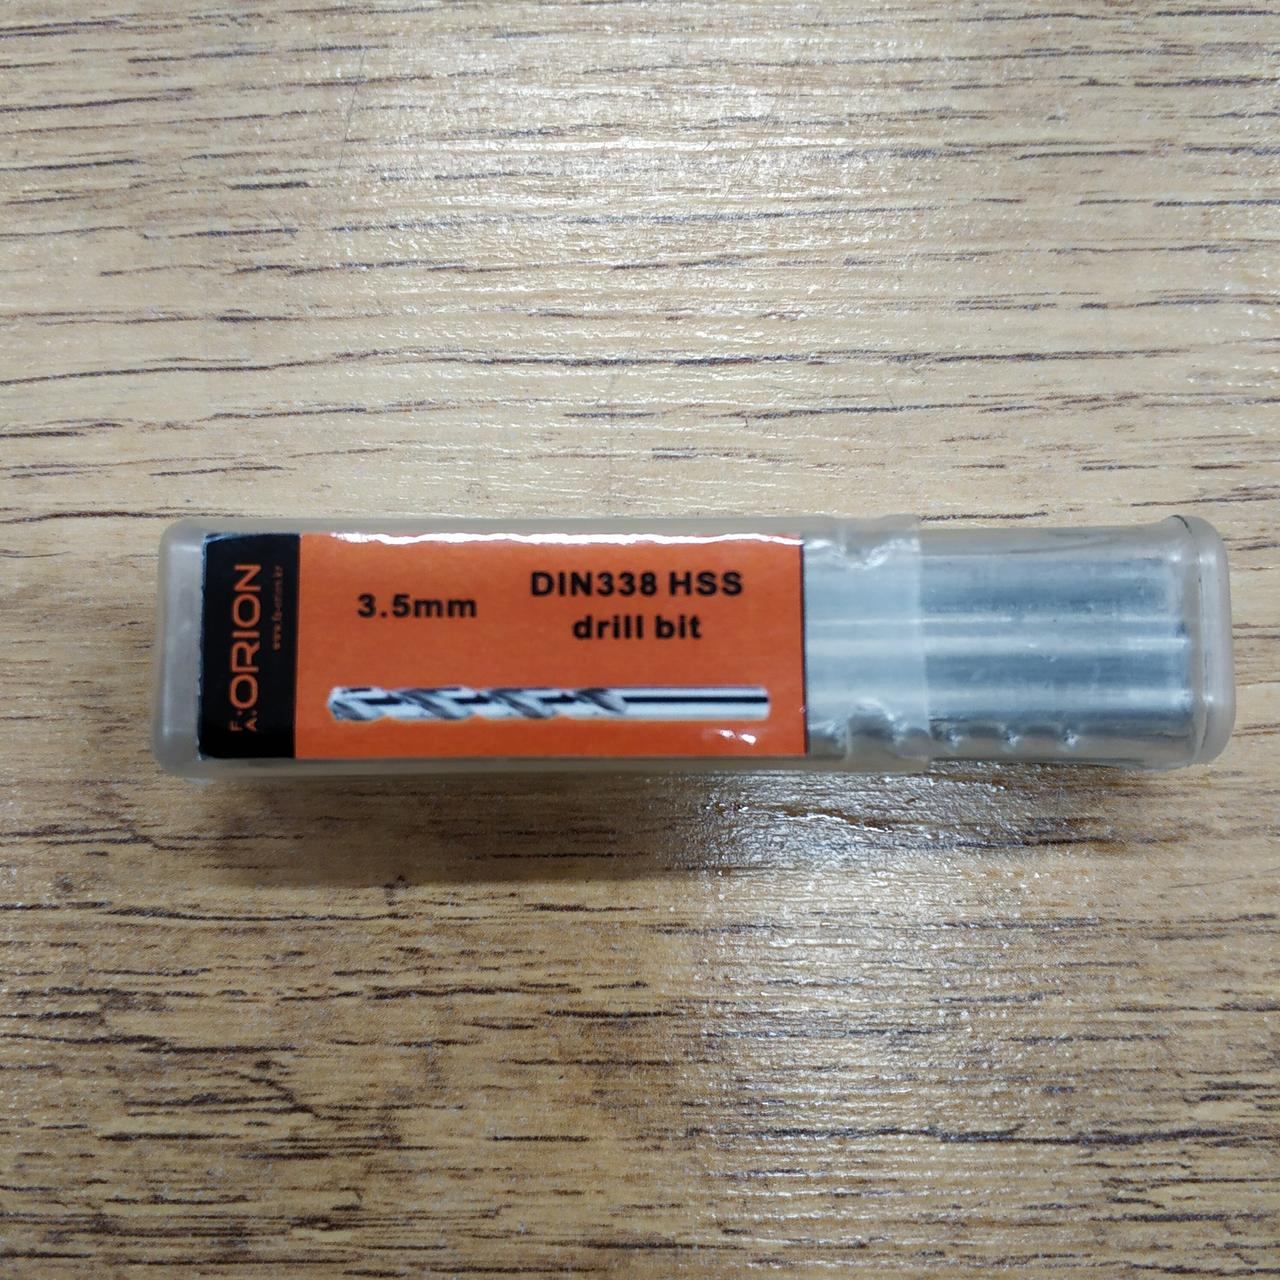 F.A. ORION
3.5mm
DIN338 HSS
drill bit